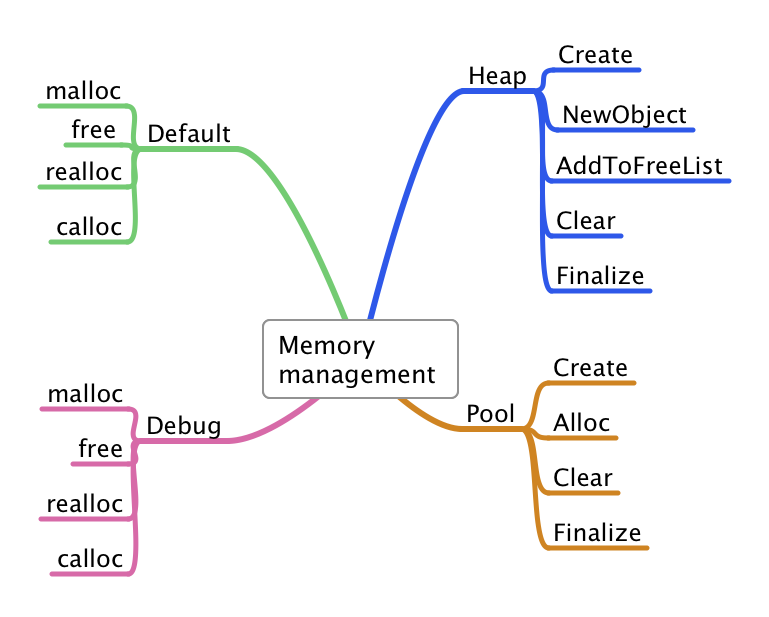 Memory
management
Default
malloc
free
realloc
calloc
Debug
malloc
free
realloc
calloc
Heap
Create
NewObject
AddToFreeList
Clear
Finalize
Pool
Create
Alloc
Clear
Finalize